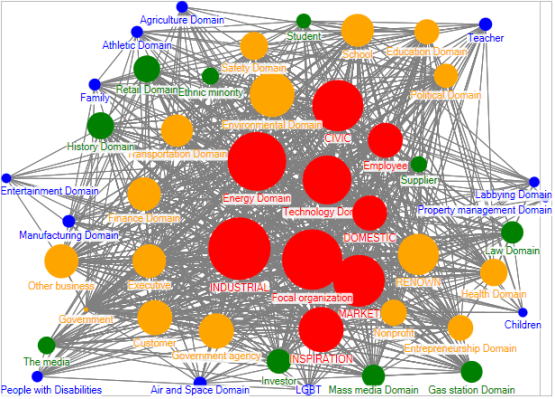 Agriculture Domain
Student
Teacher
Athletic Domain
School
Education Domain
Safety Domain
Family
Retail Domain
Ethnic minority
Political Domain
Environmental Domain
CIVIC
History Domain
Transportation Domain
Employee
Supplier
Entertainment Domain
Energy Domain
Labbying Domain
Finance Domain
Technology Dom
Property management Domain
Manufacturing Domain
DOMESTIC
Law Domain
Other business
Executive
INDUSTRIAL
Focal organization
RENOWN
Health Domain
Government
MARKET
Children
Customer
Government agency
Nonprofit
Entrepreneurship Domain
The media
INSPIRATION
Investor
People with Disabilities
Air and Space Domain
LGBT
Mass media Domain
Gas station Domain